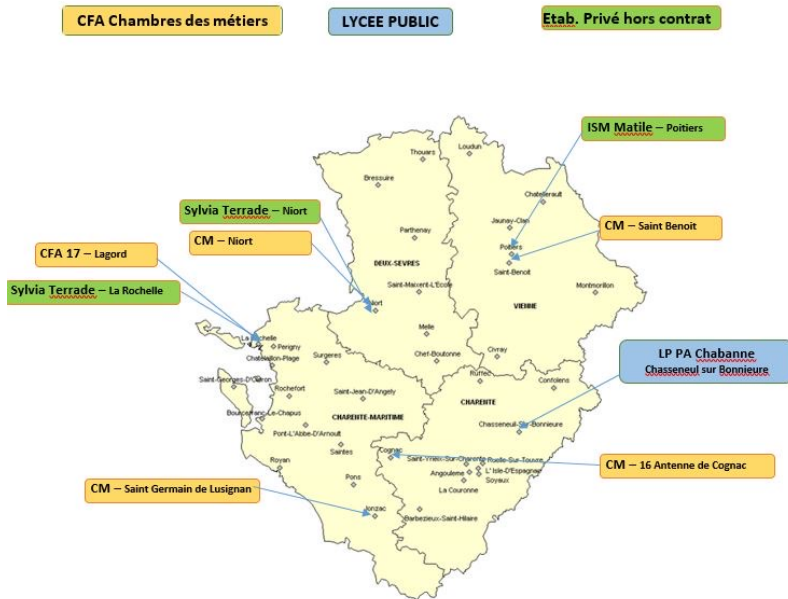 CFA Chambres des métiers
LYCEE PUBLIC
Etab. Privé hors contrat
ISM Matile – Poitiers
Loudun
Thouars
Bressuire
Chatellerault
Sylvia Terrade – Niort
Jaunay-Clan
CM – Saint Benoit
Parthenay
CM – Niort
Poitiers
CFA 17 – Lagord
DEUX-SEVRES
Saint-Benoit
Sylvia Terrade – La Rochelle
Saint-Maixent-L'Ecole
Montmorillon
VIENNE
Niort
Melle
La Rochelle
Perigny
Civray
LP PA Chabanne
Chasseneul sur Bonnieure
Chatelaillon-Plage
Surgeres
Chef-Boutonne
Ruffec
Confolens
Saint-Georges-D'Oleron
Rochefort
Saint-Jean-D'Angely
CHARENTE
Bourcefranc-Le-Chapus
CHARENTE-MARITIME
Chasseneuil-Sur-Bonnieure
Pont-L'Abbe-D'Arnoult
Saintes
Cognac
Saint-Yrieix-Sur-Charente
Ruelle-Sur-Touvre
Royan
L' Isle-D'Espagnac
CM – 16 Antenne de Cognac
Angouleme
Soyaux
Pons
La Couronne
CM – Saint Germain de Lusignan
Jonzac
Barbezieux-Saint-Hilaire